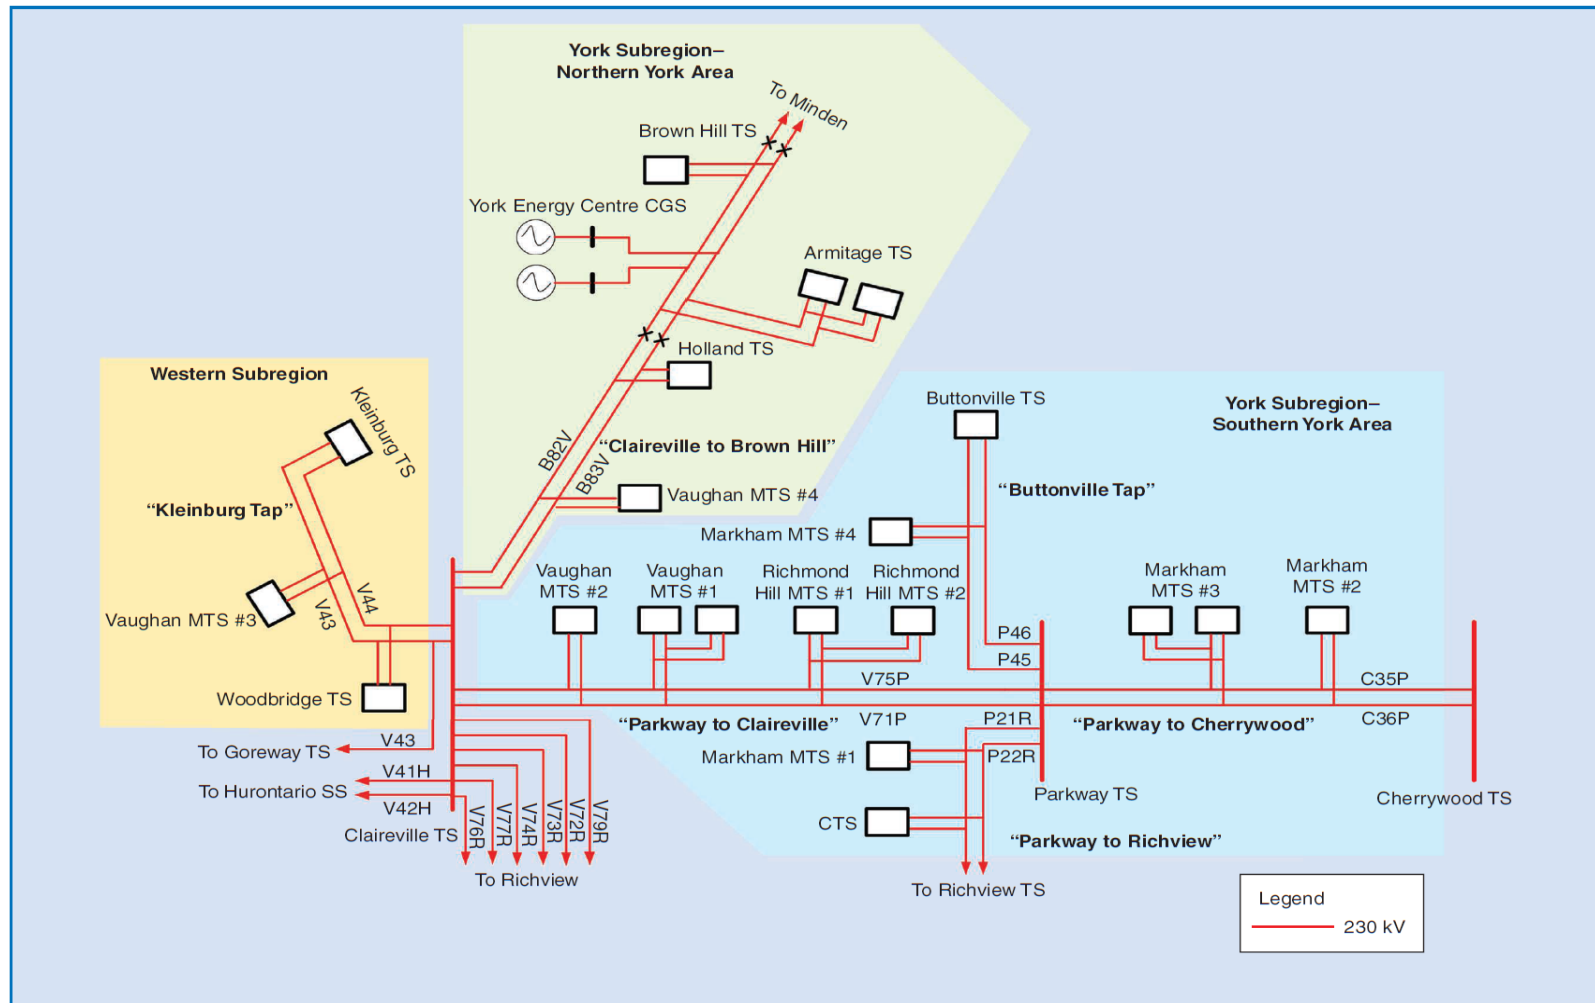 York Subregion–
Northern York Area
To Minden
Brown Hill TS
York Energy Centre CGS
Armitage TS
Holland TS
Western Subregion
Kleinburg TS
“Kleinburg Tap”
V44
V43
Vaughan MTS #3
Woodbridge TS
B82V
B83V
“Claireville to Brown Hill”
Vaughan MTS #4
York Subregion–
Southern York Area
Buttonville TS
“Buttonville Tap”
Markham MTS #4
Vaughan
MTS #2
Vaughan
MTS #1
Richmond
Hill MTS #1
Richmond
Hill MTS #2
Markham
MTS #3
Markham
MTS #2
P46
P45
V75P
C35P
“Parkway to Claireville”
V71P
P21R
“Parkway to Cherrywood”
C36P
Markham MTS #1
P22R
Parkway TS
Cherrywood TS
CTS
“Parkway to Richview”
To Richview TS
V43
To Goreway TS
V41H
To Hurontario SS
V42H
Claireville TS
V76R
V77R
V74R
V73R
V72R
V79R
To Richview
Legend
230 kV